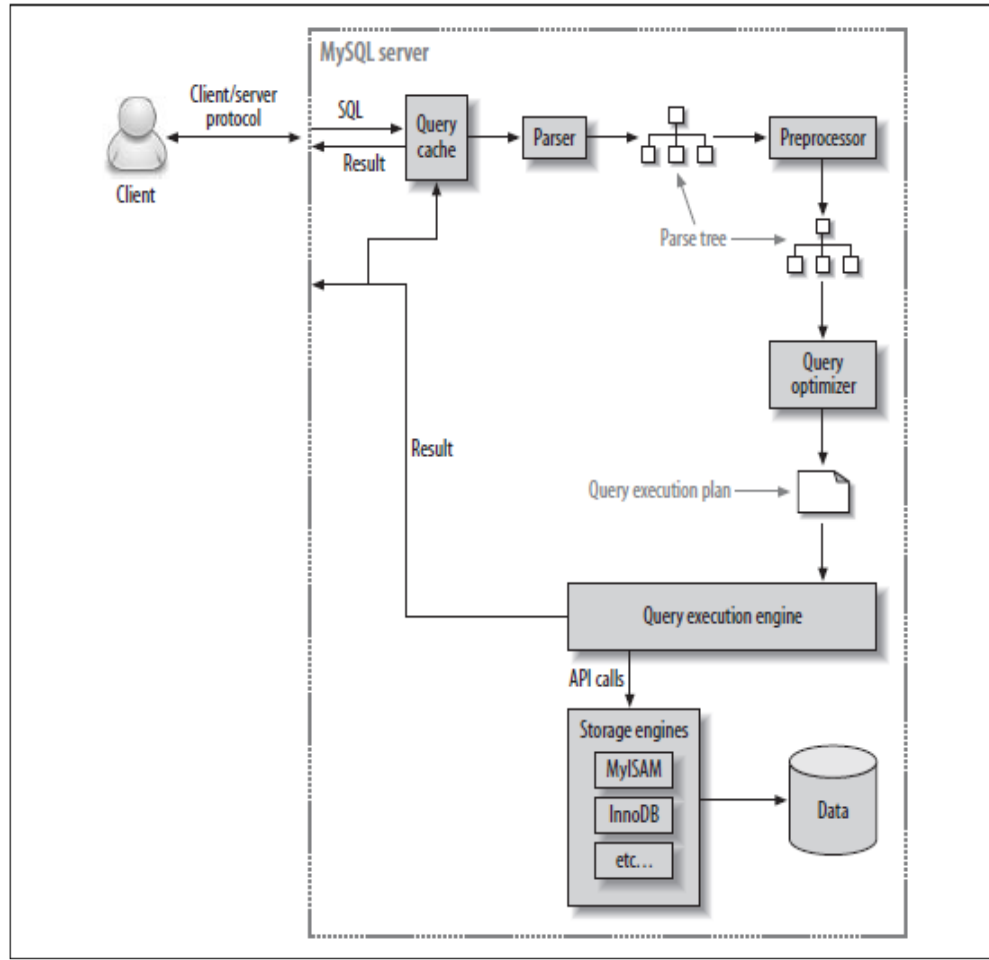 MySQL server
Client/server
protocol
SQL
Result
Query
cache
Parser
Preprocessor
Client
Parse tree
Query
optimizer
Result
Query execution plan
Query execution engine
API calls
Storage engines
MyISAM
InnoDB
etc...
Data